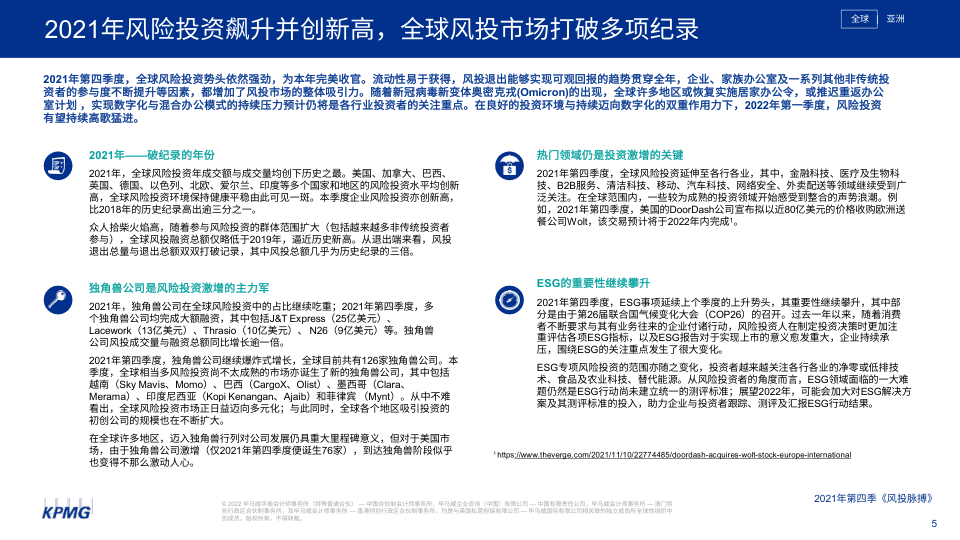 2021年风险投资飙升并创新高，全球风投市场打破多项纪录
全球
亚洲
2021年第四季度，全球风险投资势头依然强劲，为本年完美收官。流动性易于获得，风投退出能够实现可观回报的趋势贯穿全年，企业、家族办公室及一系列其他非传统投
资者的参与度不断提升等因素，都增加了风投市场的整体吸引力。随着新冠病毒新变体奥密克戎(Omicron)的出现，全球许多地区或恢复实施居家办公令，或推迟重返办公
室计划 ，实现数字化与混合办公模式的持续压力预计仍将是各行业投资者的关注重点。在良好的投资环境与持续迈向数字化的双重作用力下，2022年第一季度，风险投资
有望持续高歌猛进。
2021年——破纪录的年份
2021年，全球风险投资年成交额与成交量均创下历史之最。美国、加拿大、巴西、
英国、德国、以色列、北欧、爱尔兰、印度等多个国家和地区的风险投资水平均创新
高，全球风险投资环境保持健康平稳由此可见一斑。本季度企业风险投资亦创新高，
比2018年的历史纪录高出逾三分之一。
众人拾柴火焰高，随着参与风险投资的群体范围扩大（包括越来越多非传统投资者
参与），全球风险融资总额仅略低于2019年，逼近历史新高。从退出端来看，风投
退出总量与退出总额双双打破记录，其中风投总额几乎为历史纪录的三倍。
独角兽公司是风险投资激增的主力军
2021年，独角兽公司在全球风险投资中的占比继续吃重；2021年第四季度，多
个独角兽公司均完成大额融资，其中包括J&T Express（25亿美元）、
Lacework（13亿美元）、Thrasio（10亿美元）、 N26（9亿美元）等。独角兽
公司风投成交量与融资总额同比增长逾一倍。
2021年第四季度，独角兽公司继续爆炸式增长，全球目前共有126家独角兽公司。本
季度，全球相当多风险投资尚不太成熟的市场亦诞生了新的独角兽公司，其中包括
越南（Sky Mavis、Momo）、巴西（CargoX、Olist）、墨西哥（Clara、
Merama）、印度尼西亚（Kopi Kenangan、Ajaib）和菲律宾 （Mynt）。从中不难
看出，全球风险投资市场正日益迈向多元化；与此同时，全球各个地区吸引投资的
初创公司的规模也在不断扩大。
在全球许多地区，迈入独角兽行列对公司发展仍具重大里程碑意义，但对于美国市
场，由于独角兽公司激增（仅2021年第四季度便诞生76家），到达独角兽阶段似乎
也变得不那么激动人心。
热门领域仍是投资激增的关键
2021年第四季度，全球风险投资延伸至各行各业，其中，金融科技、医疗及生物科
技、B2B服务、清洁科技、移动、汽车科技、网络安全、外卖配送等领域继续受到广
泛关注。在全球范围内，一些较为成熟的投资领域开始感受到整合的声势浪潮。例
如，2021年第四季度，美国的DoorDash公司宣布拟以近80亿美元的价格收购欧洲送
餐公司Wolt，该交易预计将于2022年内完成¹。
ESG的重要性继续攀升
2021年第四季度，ESG事项延续上个季度的上升势头，其重要性继续攀升，其中部
分是由于第26届联合国气候变化大会（COP26）的召开。过去一年以来，随着消费
者不断要求与其有业务往来的企业付诸行动，风险投资人在制定投资决策时更加注
重评估各项ESG指标，以及ESG报告对于实现上市的意义愈发重大，企业持续承
压，围绕ESG的关注重点发生了很大变化。
ESG专项风险投资的范围亦随之变化，投资者越来越关注各行各业的净零或低排技
术、食品及农业科技、替代能源。从风险投资者的角度而言，ESG领域面临的一大难
题仍然是ESG行动尚未建立统一的测评标准；展望2022年，可能会加大对ESG解决方
案及其测评标准的投入，助力企业与投资者跟踪、测评及汇报ESG行动结果。
¹ https://www.theverge.com/2021/11/10/22774485/doordash-acquires-wolt-stock-europe-international
KPMG
© 2022 毕马威华振会计师事务所（特殊普通合伙） — 中国合伙制会计师事务所，毕马威企业咨询（中国）有限公司 — 中国有限责任公司，毕马威会计师事务所 — 澳门特
别行政区合伙制事务所，及毕马威会计师事务所 — 香港特别行政区合伙制事务所，均是与英国私营担保有限公司 — 毕马威国际有限公司相关联的独立成员所全球性组织中
的成员。版权所有，不得转载。
2021年第四季《风投脉搏》
5